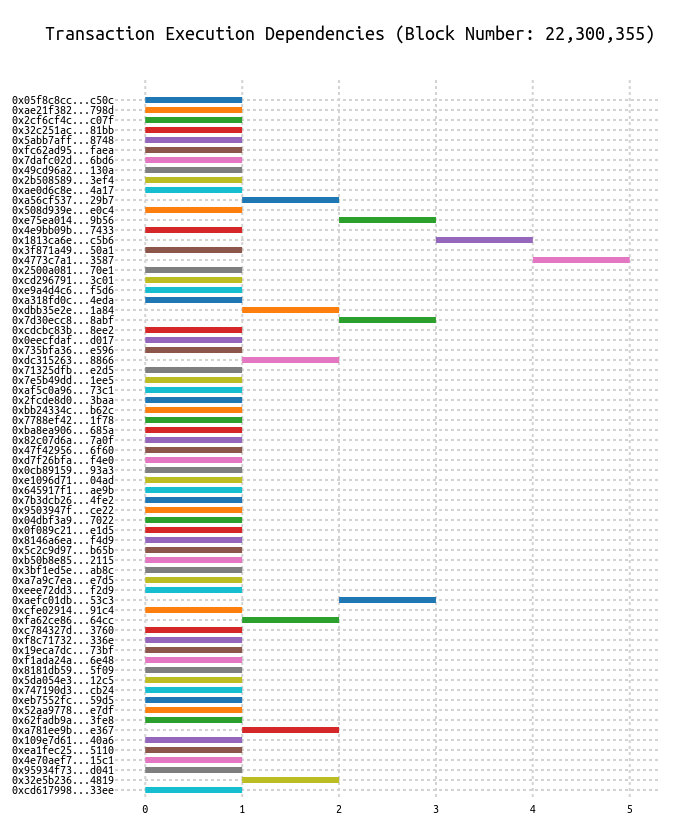 Transaction Execution Dependencies (Block Number: 22,300,355)
0x05f8c8cc...c50c
0xae21f382...798d
0x2cf6cf4c...c07f
0x32c251ac...81bb
0x5abb7aff...8748
0xfc62ad95...faea
0x7dafc02d...6bd6
0x49cd96a2...130a
0x2b508589...3ef4
0xae0d6c8e...4a17
0xa56cf537...29b7
0x508d939e...e0c4
0xe75ea014...9b56
0x4e9bb09b...7433
0x1813ca6e...c5b6
0x3f871a49...50a1
0x4773c7a1...3587
0x2500a081...70e1
0xcd296791...3c01
0xe9a4d4c6...f5d6
0xa318fd0c...4eda
0xdbb35e2e...1a84
0x7d30ecc8...8abf
0xcdcbc83b...8ee2
0x0eecfdaf...d017
0x735bfa36...e596
0xdc315263...8866
0x71325dfb...e2d5
0x7e5b49dd...1ee5
0xaf5c0a96...73c1
0x2fcde8d0...3baa
0xbb24334c...b62c
0x7788ef42...1f78
0xba8ea906...685a
0x82c07d6a...7a0f
0x47f42956...6f60
0xd7f26bfa...f4e0
0x0cb89159...93a3
0xe1096d71...04ad
0x645917f1...ae9b
0x7b3dcb26...4fe2
0x9503947f...ce22
0x04dbf3a9...7022
0x0f089c21...e1d5
0x8146a6ea...f4d9
0x5c2c9d97...b65b
0xb50b8e85...2115
0x3bf1ed5e...ab8c
0xa7a9c7ea...e7d5
0xeee72dd3...f2d9
0xaefc01db...53c3
0xcfe02914...91c4
0xfa62ce86...64cc
0xc784327d...3760
0xf8c71732...336e
0x19eca7dc...73bf
0xf1ada24a...6e48
0x8181db59...5f09
0x5da054e3...12c5
0x747190d3...cb24
0xeb7552fc...59d5
0x52aa9778...e7df
0x62fadb9a...3fe8
0xa781ee9b...e367
0x109e7d61...40a6
0xea1fec25...5110
0x4e70aef7...15c1
0x95934f73...d041
0x32e5b236...4819
0xcd617998...33ee
0 1 2 3 4 5